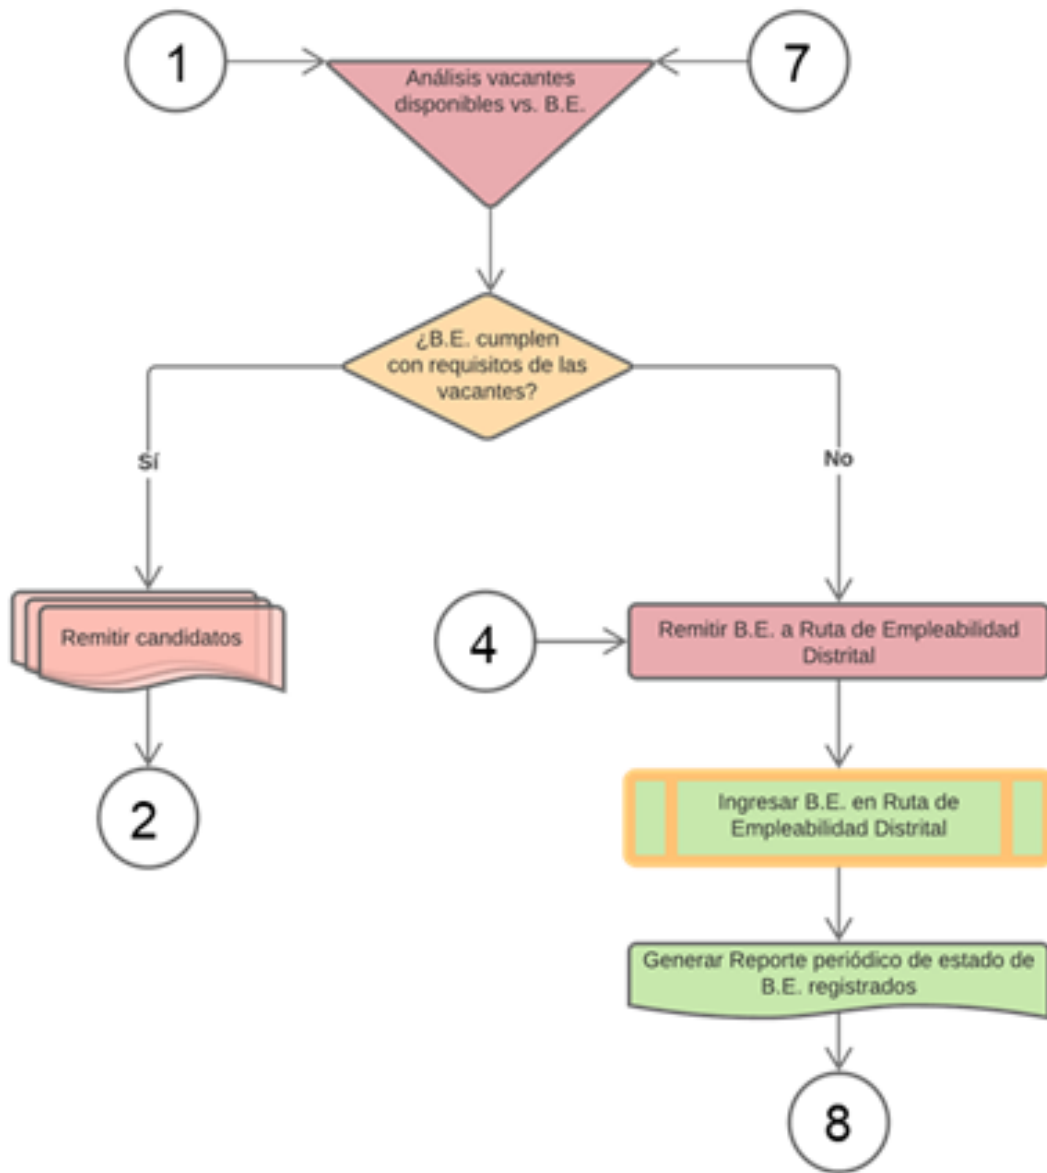 1
7
Análisis vacantes
disponibles vs. B.E.
¿B.E. cumplen
con requisitos de las
vacantes?
Sí
No
Remitir candidatos
4
Remitir B.E. a Ruta de Empleabilidad
Distrital
2
Ingresar B.E. en Ruta de
Empleabilidad Distrital
Generar Reporte periódico de estado de
B.E. registrados
8